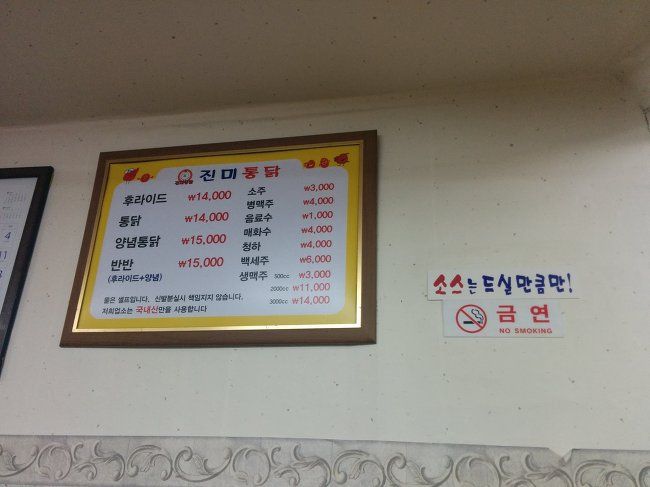 진미통닭
후라이드 ₩14,000
통닭 ₩14,000
양념통닭 ₩15,000
반반 ₩15,000
(후라이드+양념)
소주 ₩3,000
병맥주 ₩4,000
음료수 ₩1,000
매화수 ₩4,000
청하 ₩4,000
백세주 ₩6,000
생맥주 500cc ₩3,000
2000cc ₩11,000
3000cc ₩14,000
물은 셀프입니다. 신발분실시 책임지지 않습니다.
저희업소는 국내산만을 사용합니다
소스는 드실만큼만!
금연
NO SMOKING
4
11